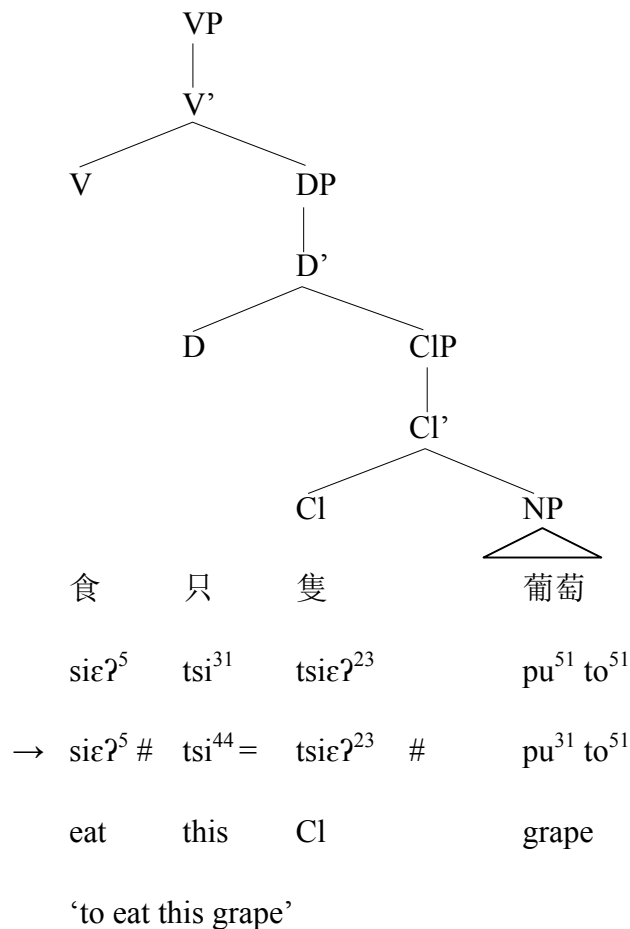 VP
V’
V DP
D’
D ClP
Cl’
Cl NP
食 只 隻 葡萄
siɛʔ⁵ tsi³¹ tsiɛʔ²³ pu⁵¹ to⁵¹
→ siɛʔ⁵ # tsi⁴⁴ = tsiɛʔ²³ # pu³¹ to⁵¹
eat this Cl grape
‘to eat this grape’